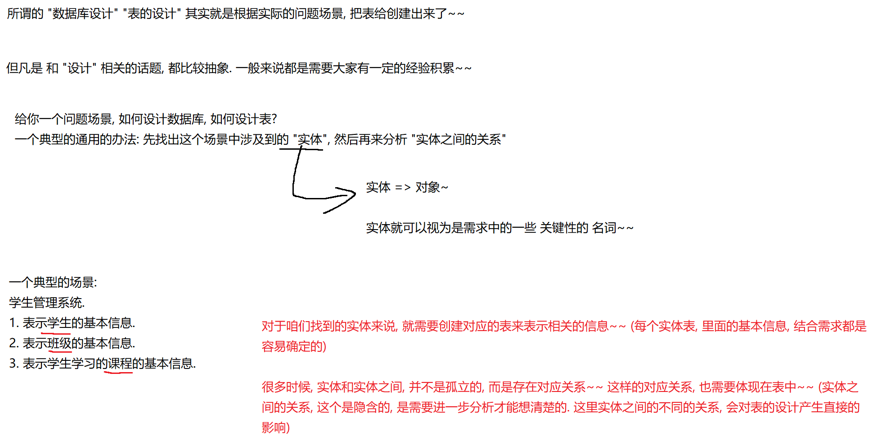 所谓的 "数据库设计" "表的设计" 其实就是根据实际的问题场景, 把表给创建出来了~~
但凡是 和 "设计" 相关的话题, 都比较抽象. 一般来说都是需要大家有一定的经验积累~~
给你一个问题场景, 如何设计数据库, 如何设计表?
一个典型的通用的办法: 先找出这个场景中涉及到的 "实体", 然后再来分析 "实体之间的关系"
实体 => 对象~
实体就可以视为是需求中的一些 关键性的 名词~~
一个典型的场景:
学生管理系统.
1. 表示学生的基本信息.
2. 表示班级的基本信息.
3. 表示学生学习的课程的基本信息.
对于咱们找到的实体来说, 就需要创建对应的表来表示相关的信息~~ (每个实体表, 里面的基本信息, 结合需求都是
容易确定的)
很多时候, 实体和实体之间, 并不是孤立的, 而是存在对应关系~~ 这样的对应关系, 也需要体现在表中~~ (实体之
间的关系, 这个是隐含的, 是需要进一步分析才能想清楚的. 这里实体之间的不同的关系, 会对表的设计产生直接的
影响)